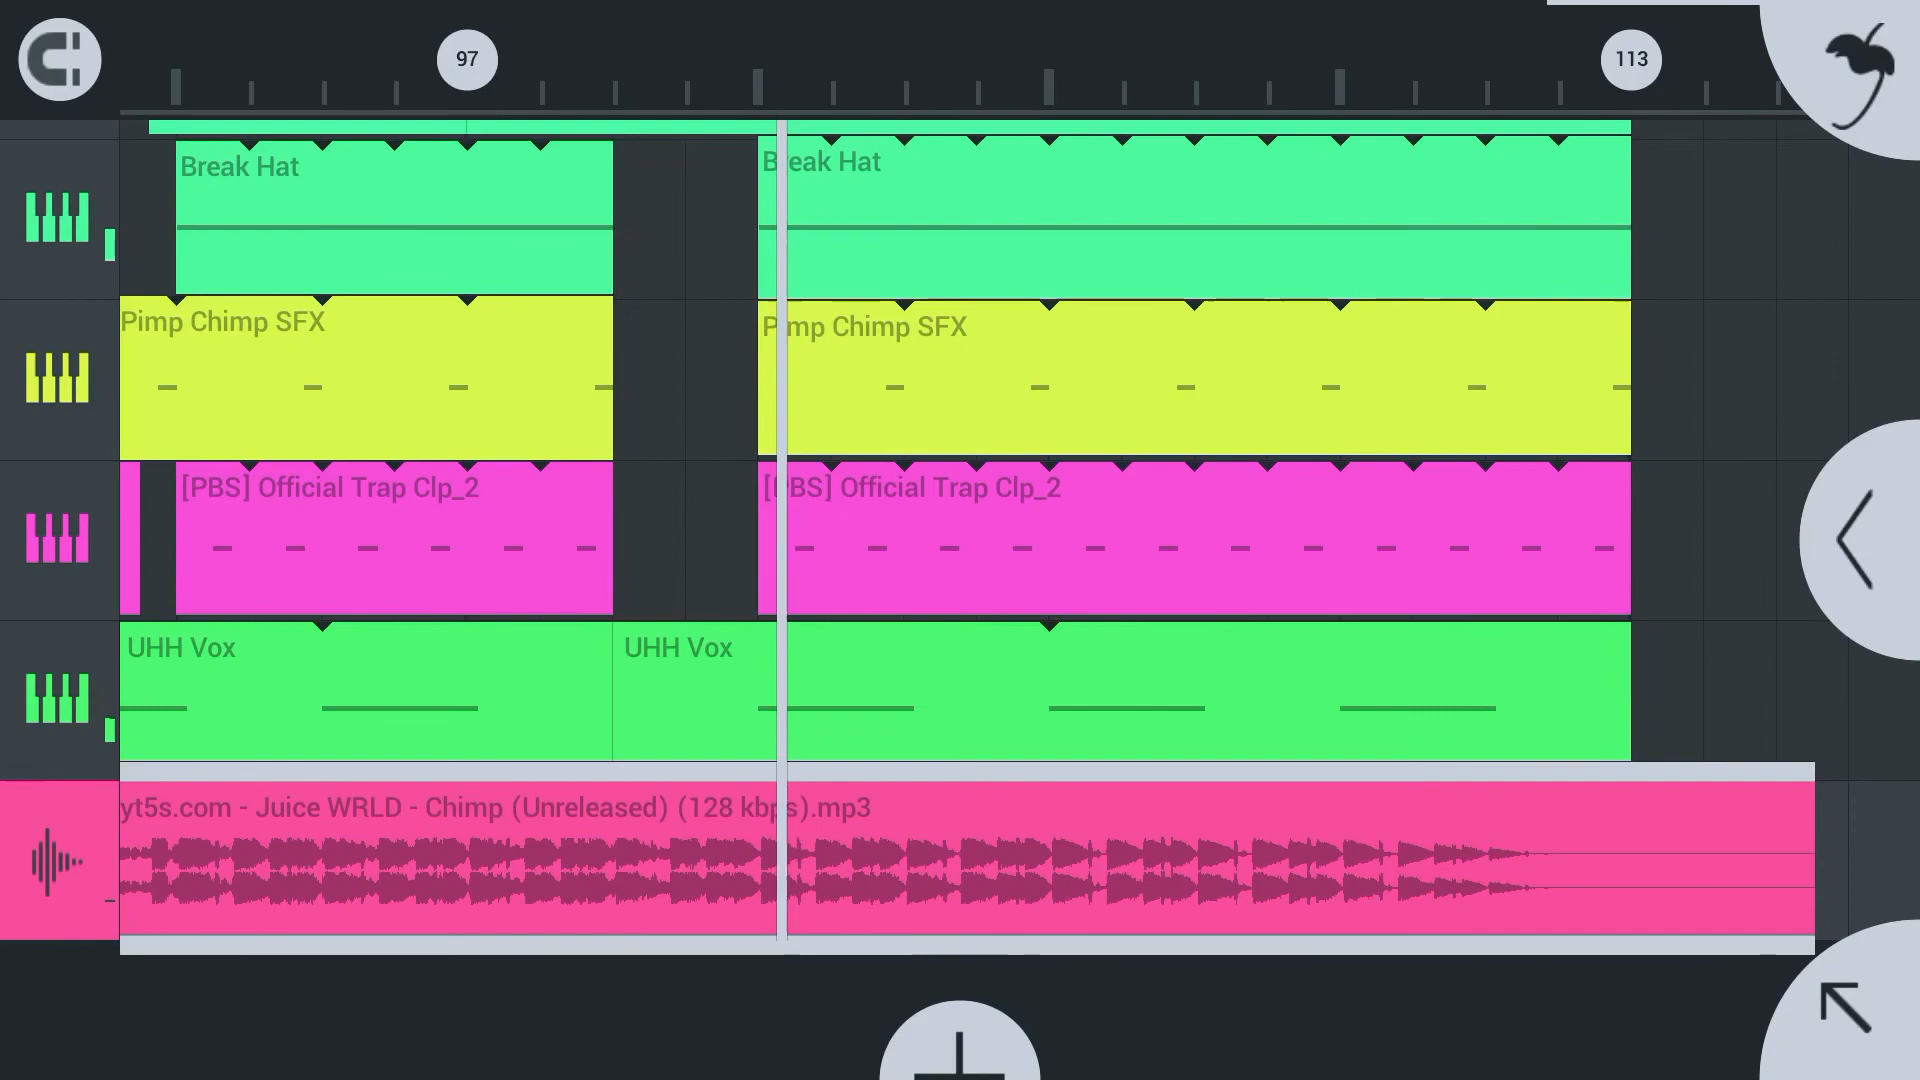 97
113
Break Hat
Break Hat
Pimp Chimp SFX
Pimp Chimp SFX
[PBS] Official Trap Clp_2
[PBS] Official Trap Clp_2
UHH Vox
UHH Vox
yt5s.com - Juice WRLD - Chimp (Unreleased) (128 kbps).mp3